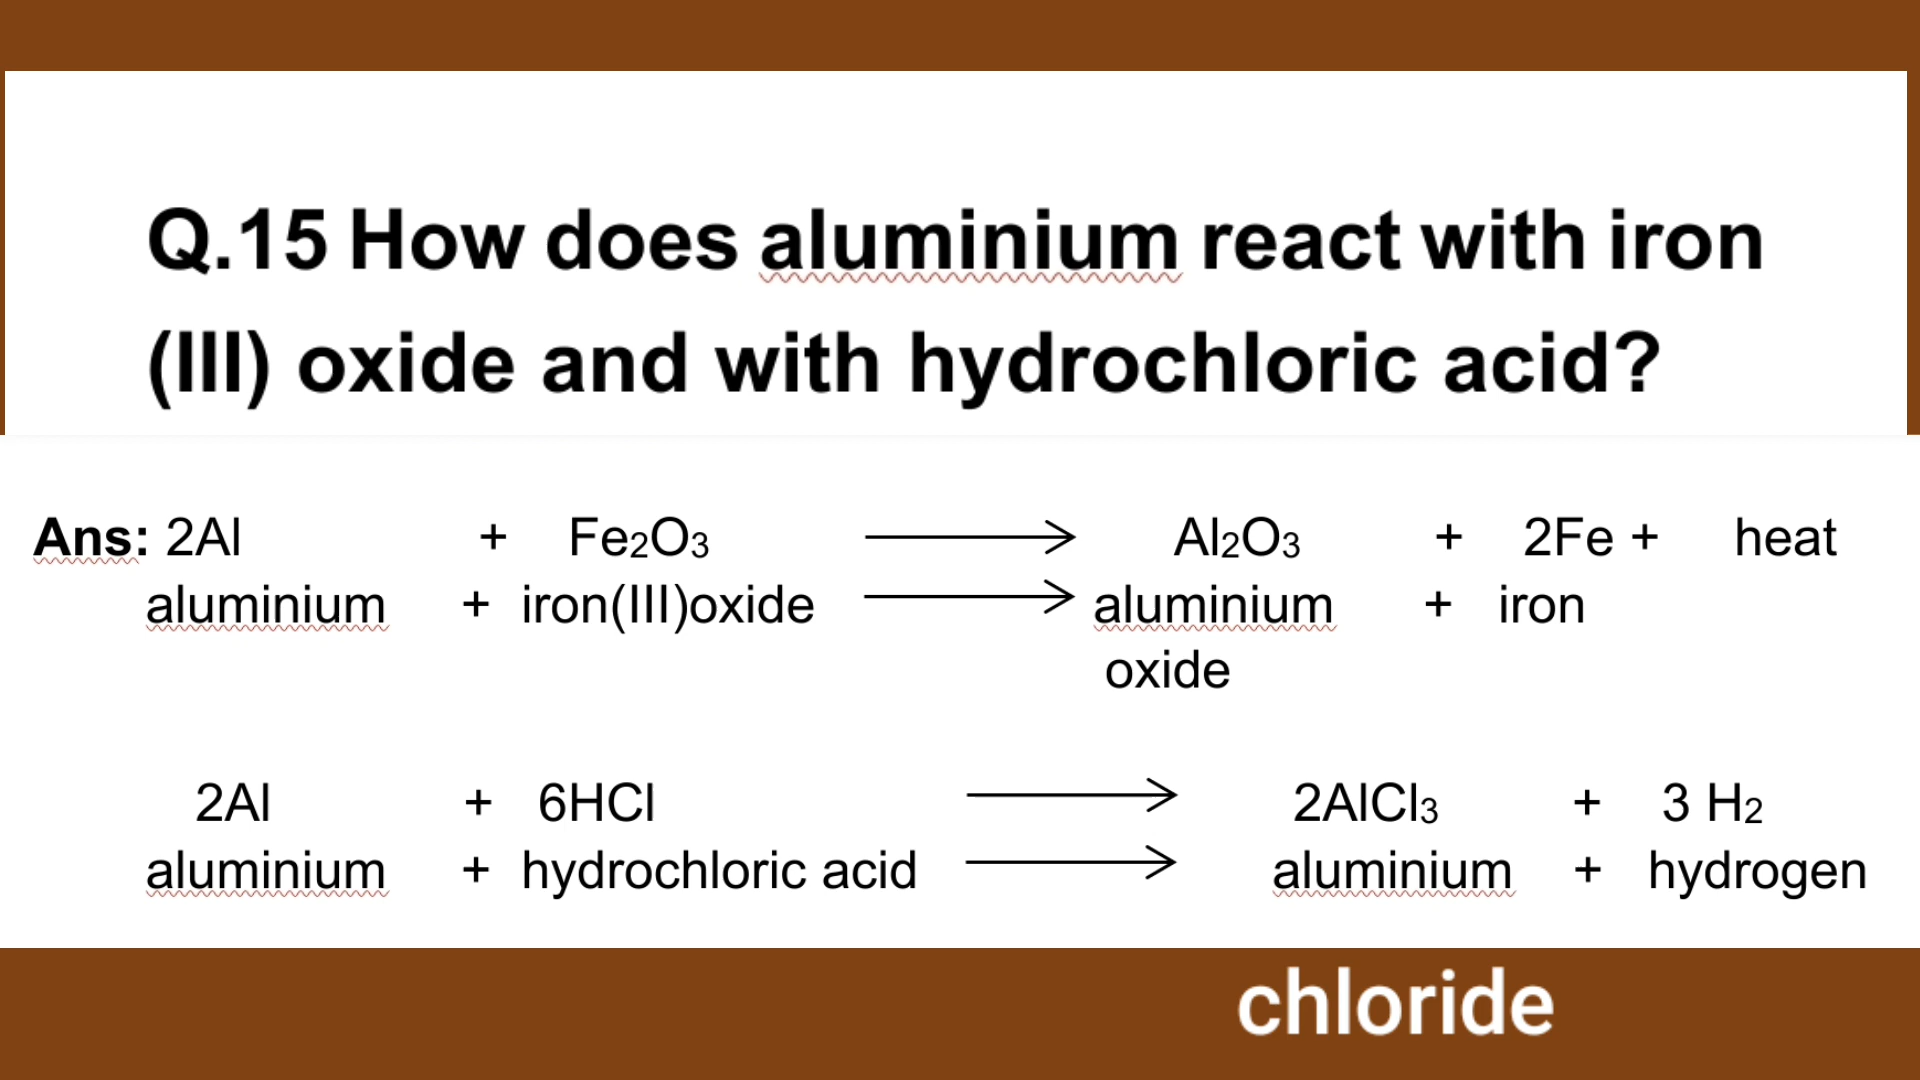 Q.15 How does aluminium react with iron
(III) oxide and with hydrochloric acid?
Ans: 2Al + Fe2O3 ⟶ Al2O3 + 2Fe + heat
aluminium + iron(III)oxide ⟶ aluminium + iron
oxide
2Al + 6HCl ⟶ 2AlCl3 + 3 H2
aluminium + hydrochloric acid ⟶ aluminium + hydrogen
chloride